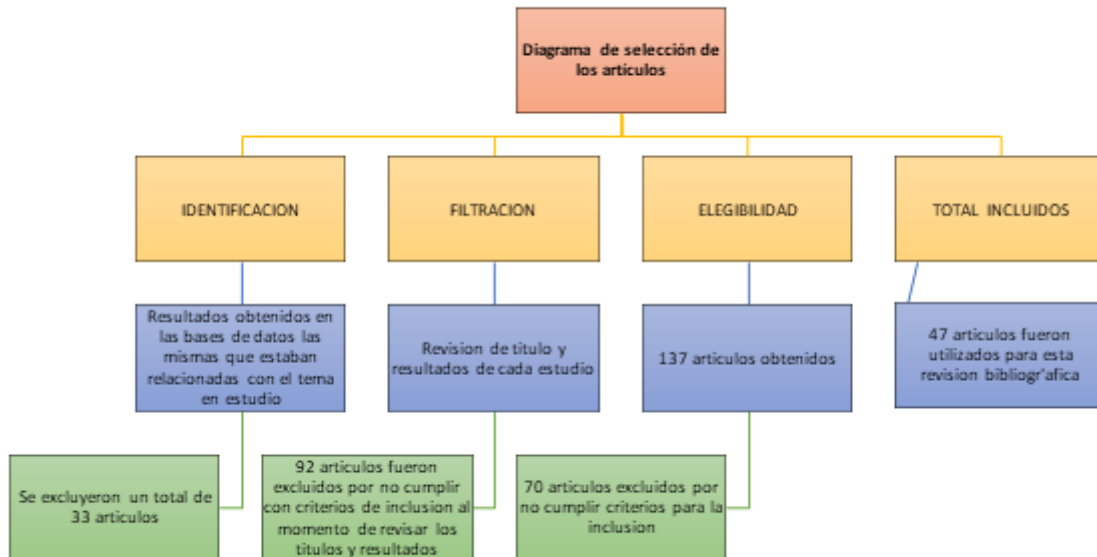 Diagrama de selección de
los articulos
IDENTIFICACION
FILTRACION
ELEGIBILIDAD
TOTAL INCLUIDOS
Resultados obtenidos en
las bases de datos las
mismas que estaban
relacionadas con el tema
en estudio
Revision de titulo y
resultados de cada estudio
137 articulos obtenidos
47 articulos fueron
utilizados para esta
revision bibliogr'afica
Se excluyeron un total de
33 articulos
92 articulos fueron
excluidos por no cumplir
con criterios de inclusion al
momento de revisar los
titulos y resultados
70 articulos excluidos por
no cumplir criterios para la
inclusion